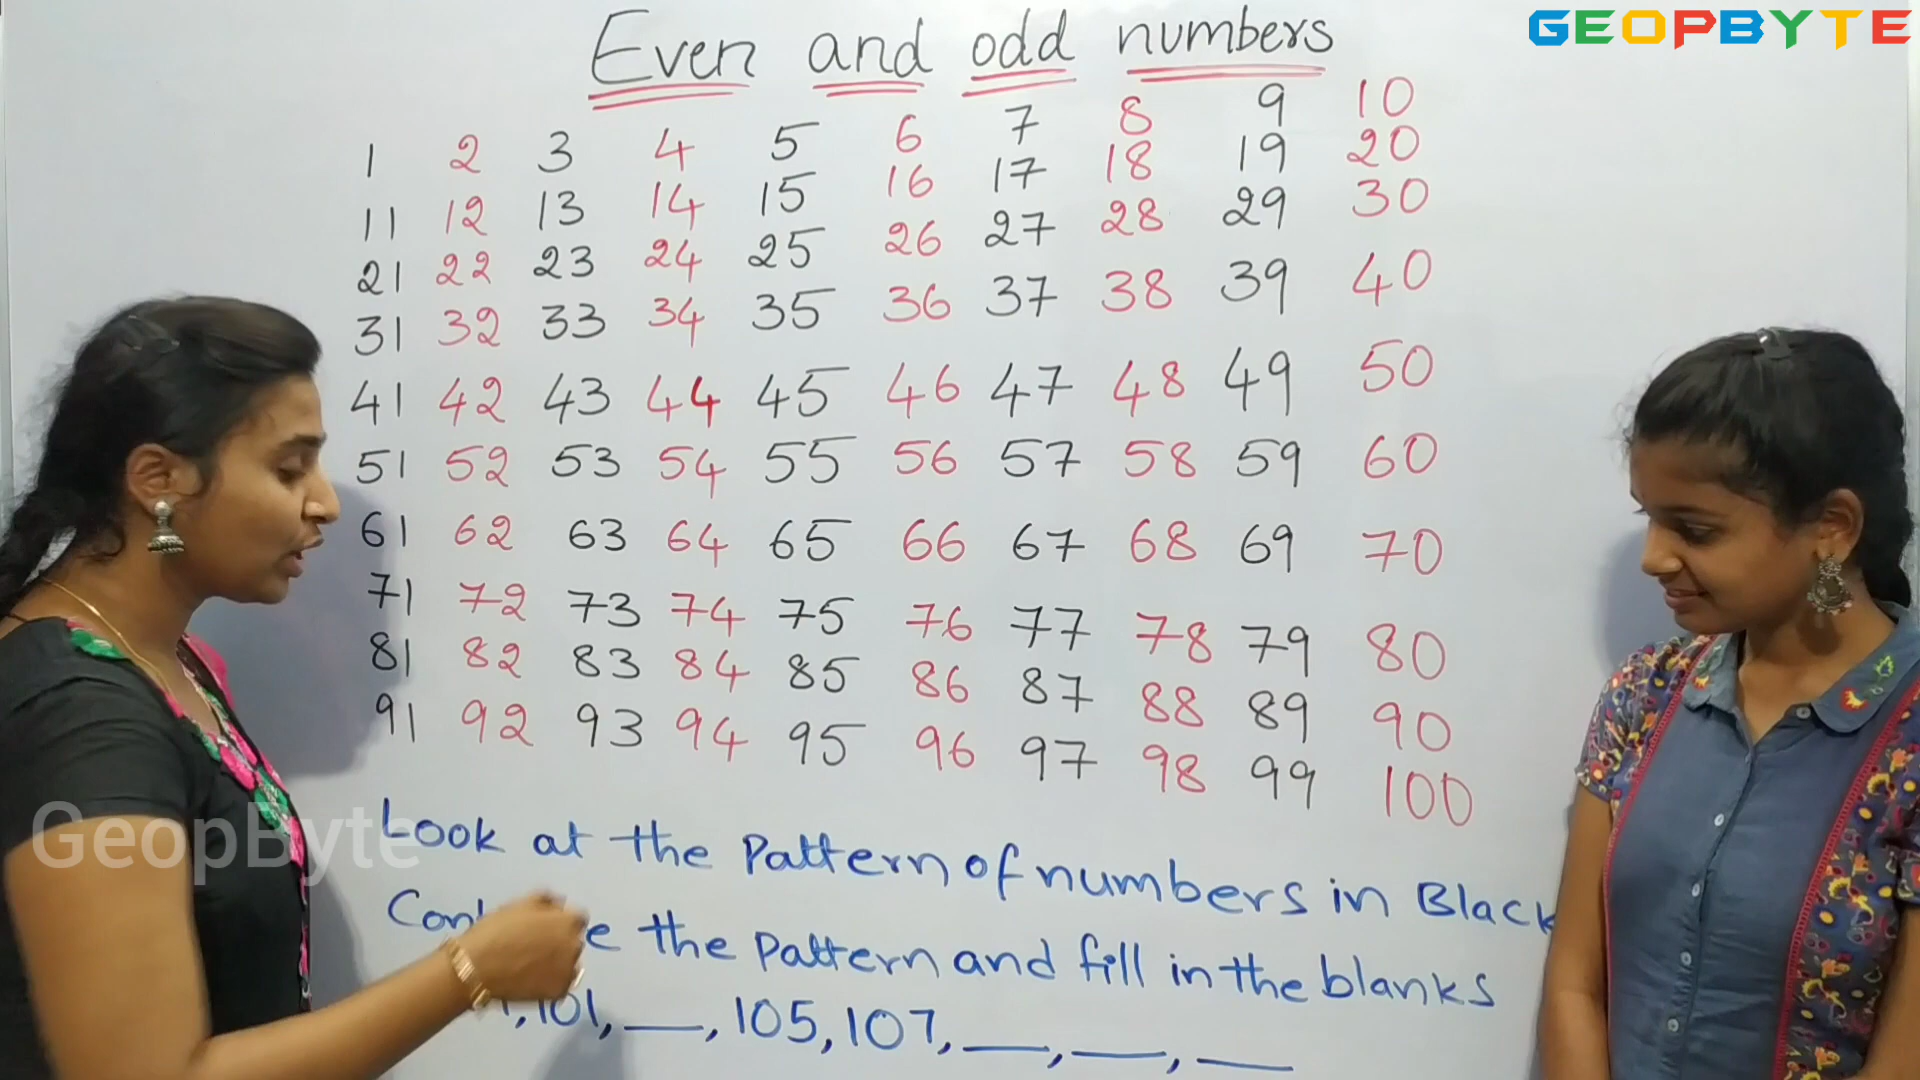 GEOPBYTE
Even and odd numbers
1 2 3 4 5 6 7 8 9 10
11 12 13 14 15 16 17 18 19 20
21 22 23 24 25 26 27 28 29 30
31 32 33 34 35 36 37 38 39 40
41 42 43 44 45 46 47 48 49 50
51 52 53 54 55 56 57 58 59 60
61 62 63 64 65 66 67 68 69 70
71 72 73 74 75 76 77 78 79 80
81 82 83 84 85 86 87 88 89 90
91 92 93 94 95 96 97 98 99 100
GeopByte
Look at the Pattern of numbers in Black
the Pattern and fill in the blanks
,101, __, 105, 107, __, __, __